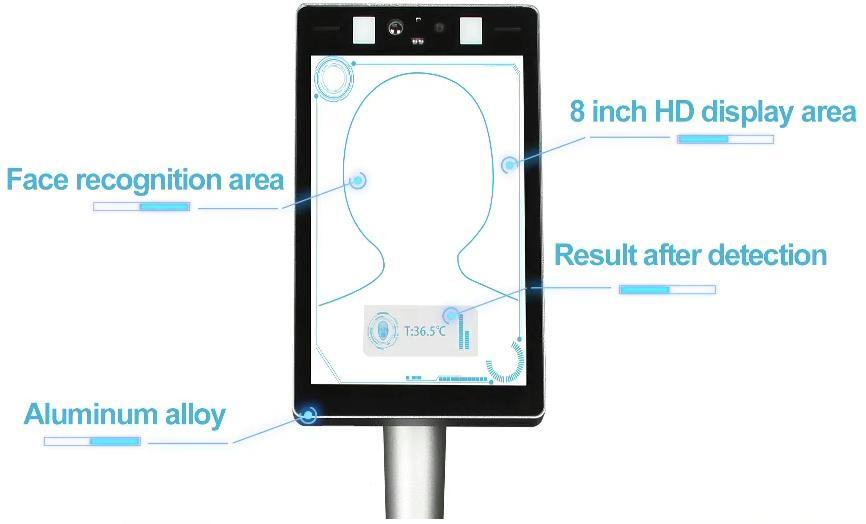 8 inch HD display area
Face recognition area
Result after detection
T:36.5℃
Aluminum alloy